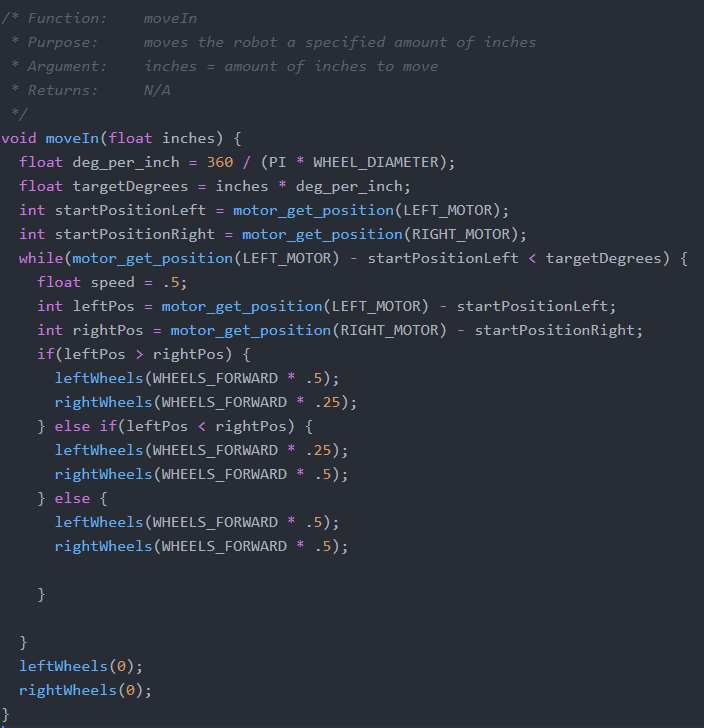 /* Function:    moveIn
 * Purpose:     moves the robot a specified amount of inches
 * Argument:    inches = amount of inches to move
 * Returns:     N/A
 */
void moveIn(float inches) {
  float deg_per_inch = 360 / (PI * WHEEL_DIAMETER);
  float targetDegrees = inches * deg_per_inch;
  int startPositionLeft = motor_get_position(LEFT_MOTOR);
  int startPositionRight = motor_get_position(RIGHT_MOTOR);
  while(motor_get_position(LEFT_MOTOR) - startPositionLeft < targetDegrees) {
    float speed = .5;
    int leftPos = motor_get_position(LEFT_MOTOR) - startPositionLeft;
    int rightPos = motor_get_position(RIGHT_MOTOR) - startPositionRight;
    if(leftPos > rightPos) {
      leftWheels(WHEELS_FORWARD * .5);
      rightWheels(WHEELS_FORWARD * .25);
    } else if(leftPos < rightPos) {
      leftWheels(WHEELS_FORWARD * .25);
      rightWheels(WHEELS_FORWARD * .5);
    } else {
      leftWheels(WHEELS_FORWARD * .5);
      rightWheels(WHEELS_FORWARD * .5);

    }

  }
  leftWheels(0);
  rightWheels(0);
}